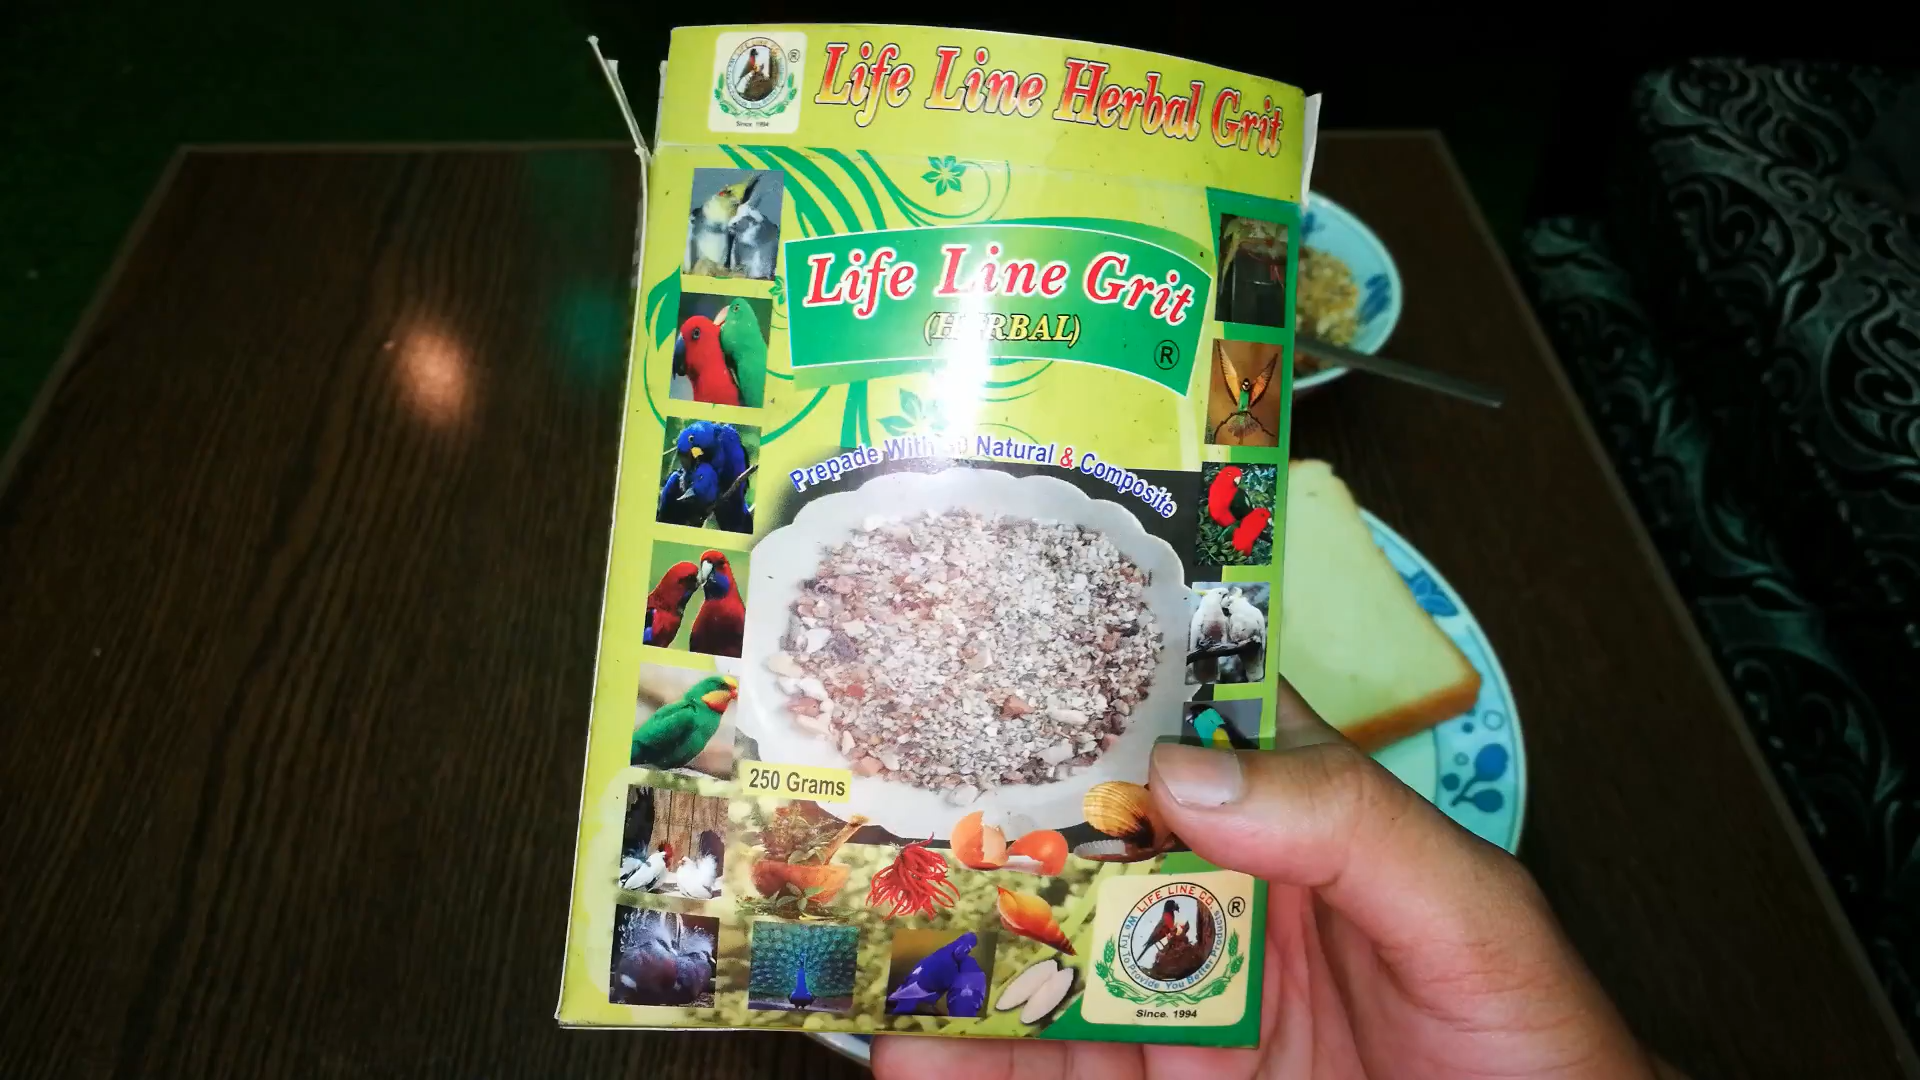 Life Line Herbal Grit
®
Since. 1994
Life Line Grit
(HERBAL)
®
Prepade With Natural & Composite
250 Grams
LIFE LINE CO.
®
We Try To Provide You Better Products
Since. 1994